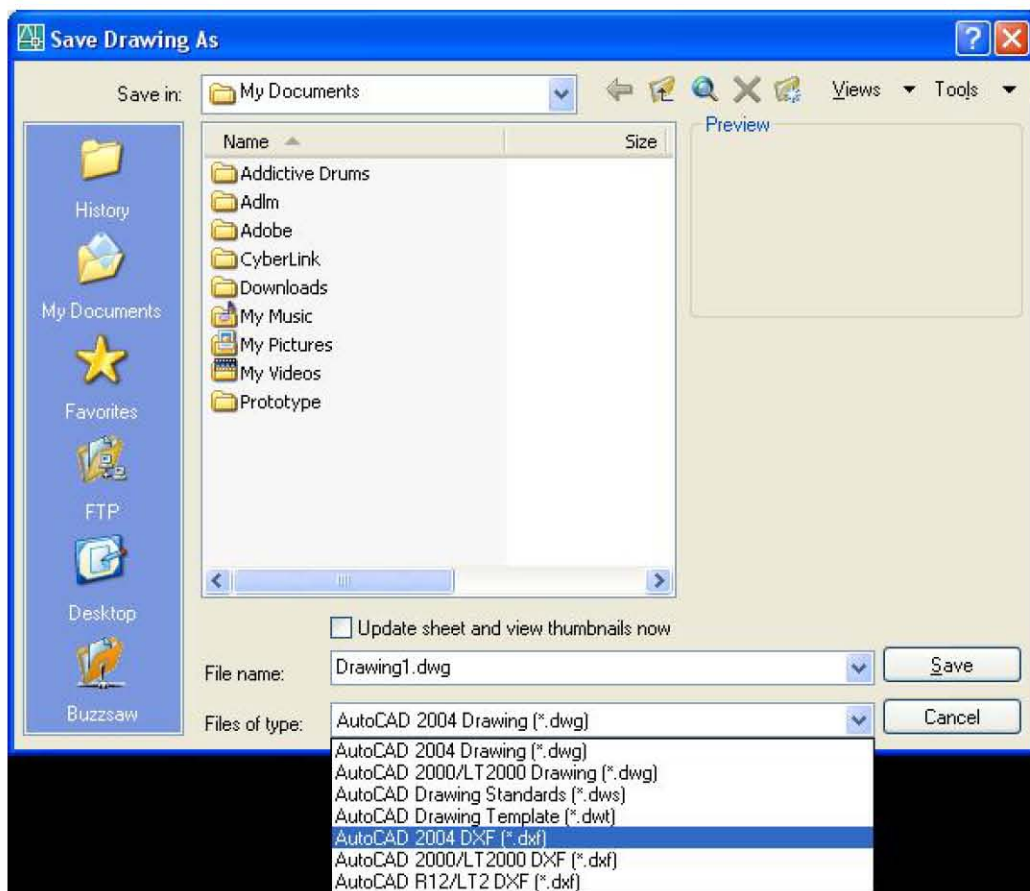 Save Drawing As
Save in:
My Documents
Views
Tools
History
My Documents
Favorites
FTP
Desktop
Buzzsaw
Name
Size
Addictive Drums
Adlm
Adobe
CyberLink
Downloads
My Music
My Pictures
My Videos
Prototype
Preview
Update sheet and view thumbnails now
File name:
Drawing1.dwg
Save
Files of type:
AutoCAD 2004 Drawing (*.dwg)
Cancel
AutoCAD 2004 Drawing (*.dwg)
AutoCAD 2000/LT2000 Drawing (*.dwg)
AutoCAD Drawing Standards (*.dws)
AutoCAD Drawing Template (*.dwt)
AutoCAD 2004 DXF (*.dxf)
AutoCAD 2000/LT2000 DXF (*.dxf)
AutoCAD R12/LT2 DXF (*.dxf)